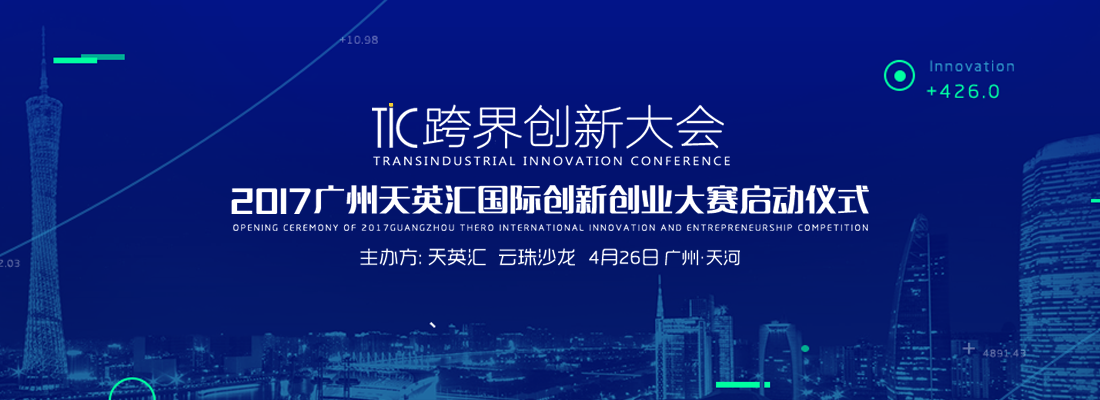 +10.98
Innovation
+426.0
TIC跨界创新大会
TRANSINDUSTRIAL INNOVATION CONFERENCE
2017广州天英汇国际创新创业大赛启动仪式
OPENING CEREMONY OF 2017GUANGZHOU THERO INTERNATIONAL INNOVATION AND ENTREPRENEURSHIP COMPETITION
主办方: 天英汇 云珠沙龙 4月26日 广州·天河
2.03
4891.43